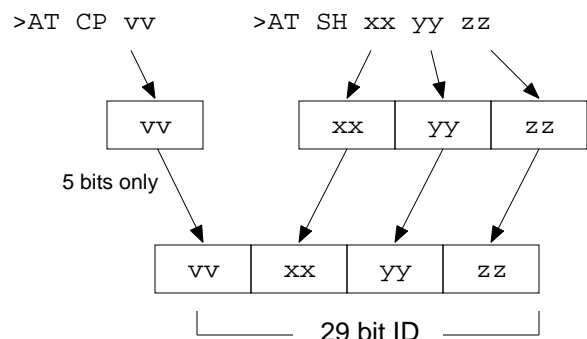 >AT CP vv >AT SH xx yy zz
vv xx yy zz
5 bits only
vv xx yy zz
29 bit ID